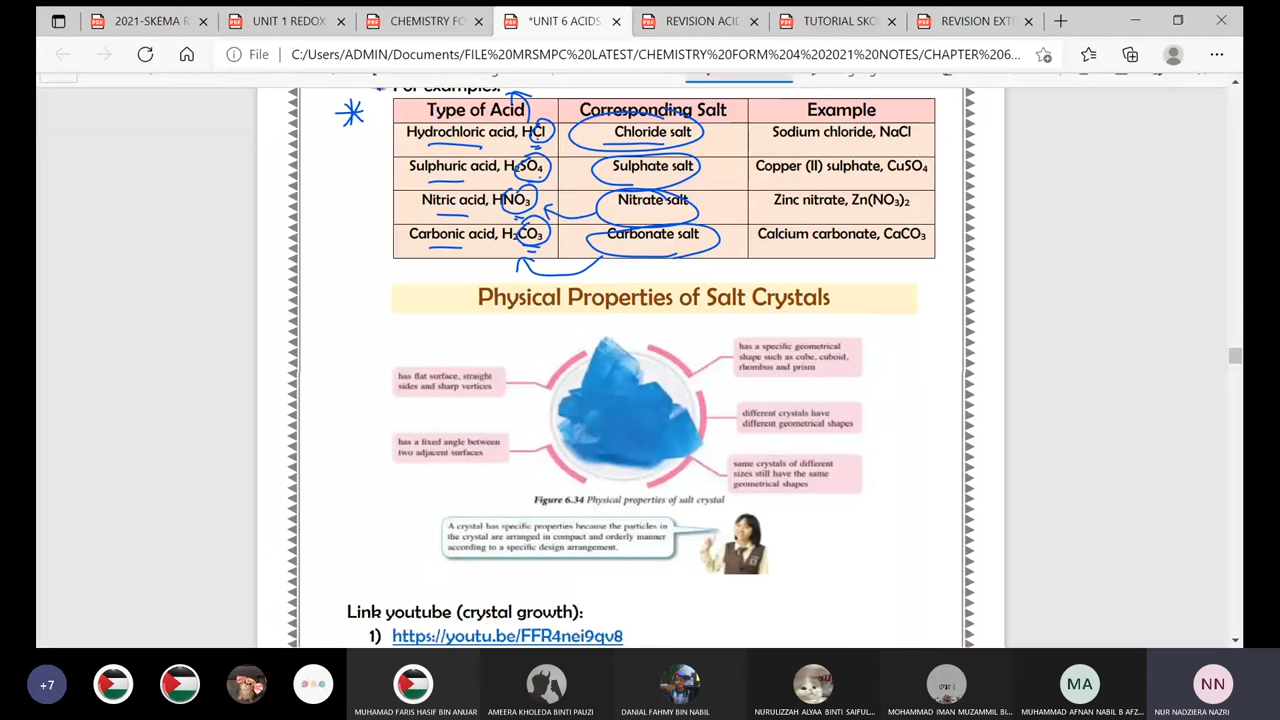 2021-SKEMA R
UNIT 1 REDOX
CHEMISTRY FO
*UNIT 6 ACIDS
REVISION ACID
TUTORIAL SKO
REVISION EXT
File
C:/Users/ADMIN/Documents/FILE%20MRSMPC%20LATEST/CHEMISTRY%20FORM%204%202021%20NOTES/CHAPTER%206...
For examples:
Type of Acid
Corresponding Salt
Example
Hydrochloric acid, HCl
Chloride salt
Sodium chloride, NaCl
Sulphuric acid, H₂SO₄
Sulphate salt
Copper (II) sulphate, CuSO₄
Nitric acid, HNO₃
Nitrate salt
Zinc nitrate, Zn(NO₃)₂
Carbonic acid, H₂CO₃
Carbonate salt
Calcium carbonate, CaCO₃
Physical Properties of Salt Crystals
has flat surface, straight
sides and sharp vertices
has a fixed angle between
two adjacent surfaces
has a specific geometrical
shape such as cube, cuboid,
rhombus and prism
different crystals have
different geometrical shapes
same crystals of different
sizes still have the same
geometrical shapes
Figure 6.34 Physical properties of salt crystal
A crystal has specific properties because the particles in
the crystal are arranged in compact and orderly manner
according to a specific design arrangement.
Link youtube (crystal growth):
1) https://youtu.be/FFR4nei9qv8
+7
MUHAMAD FARIS HASIF BIN ANUAR
AMEERA KHOLEDA BINTI PAUZI
DANIAL FAHMY BIN NABIL
NURULIZZAH ALYAA BINTI SAIFUL...
MOHAMMAD IMAN MUZAMMIL BI...
MA
MUHAMMAD AFNAN NABIL B AFZ...
NN
NUR NADZIERA NAZRI